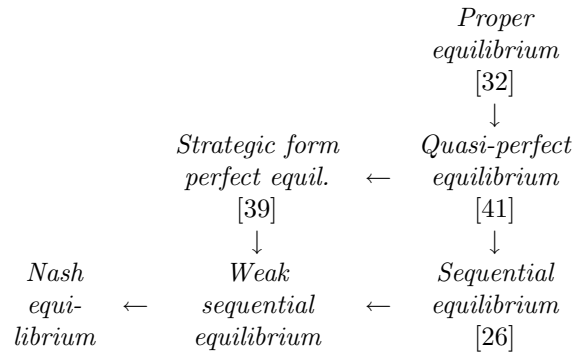 Proper
equilibrium
[32]
↓
Strategic form Quasi-perfect
perfect equil. ← equilibrium
[39] [41]
↓ ↓
Nash Weak Sequential
equi- ← sequential ← equilibrium
librium equilibrium [26]